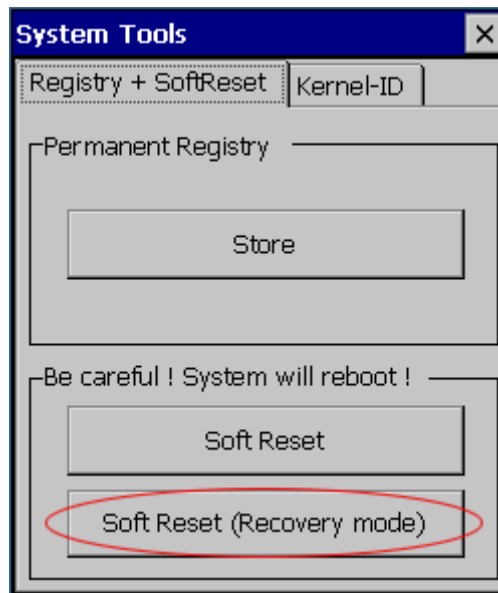 System Tools
Registry + SoftReset Kernel-ID
Permanent Registry
Store
Be careful ! System will reboot !
Soft Reset
Soft Reset (Recovery mode)